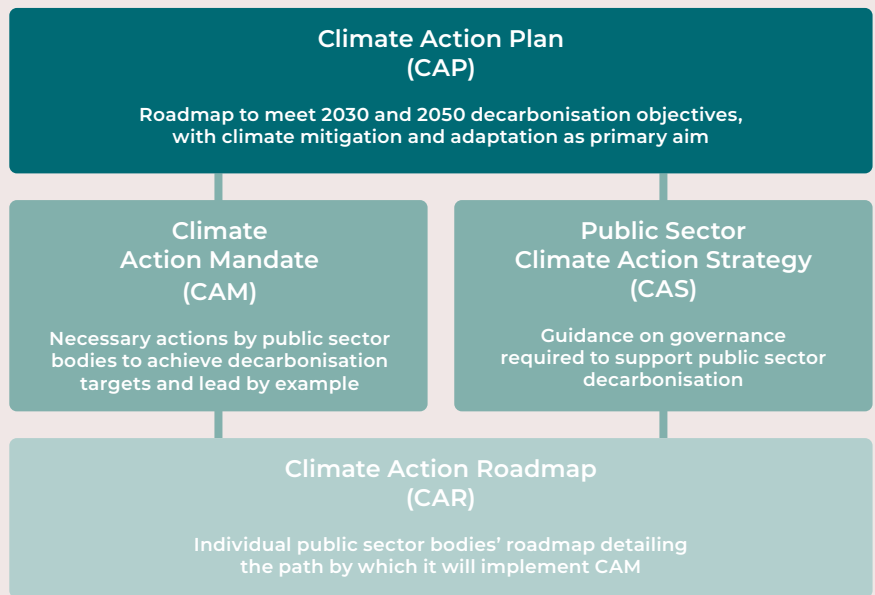 Climate Action Plan
(CAP)
Roadmap to meet 2030 and 2050 decarbonisation objectives,
with climate mitigation and adaptation as primary aim
Climate
Action Mandate
(CAM)
Necessary actions by public sector
bodies to achieve decarbonisation
targets and lead by example
Public Sector
Climate Action Strategy
(CAS)
Guidance on governance
required to support public sector
decarbonisation
Climate Action Roadmap
(CAR)
Individual public sector bodies’ roadmap detailing
the path by which it will implement CAM